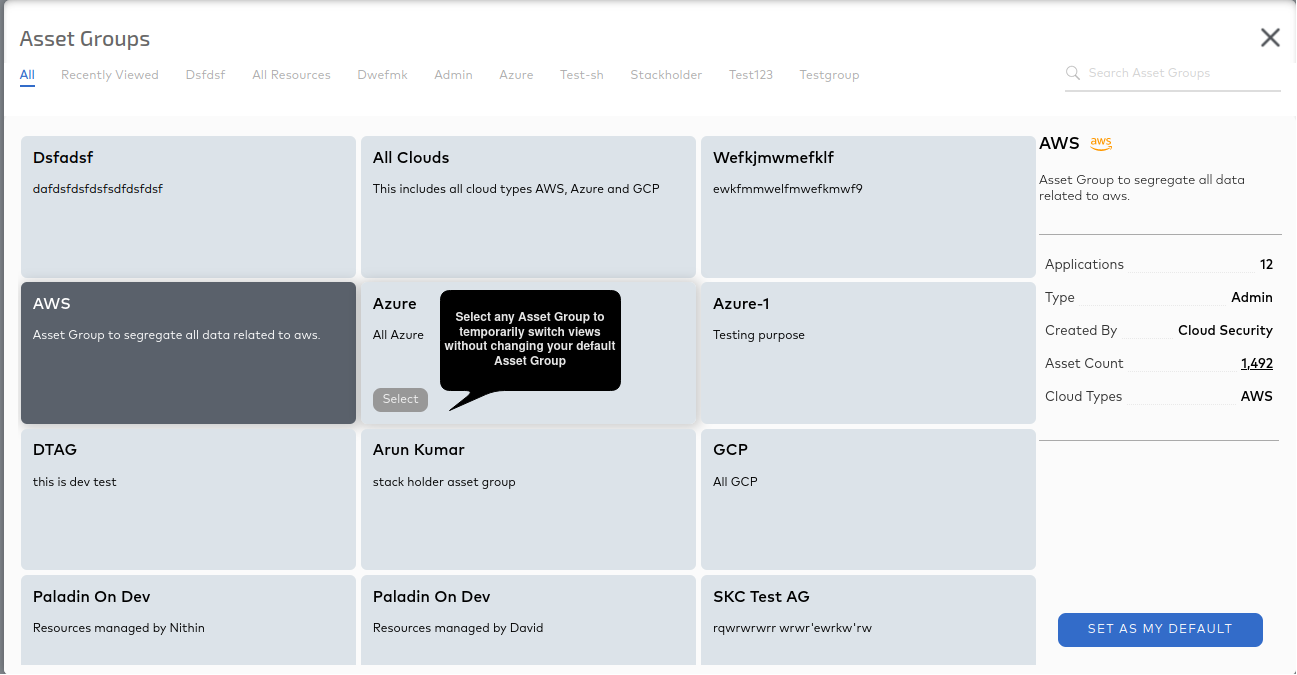 Asset Groups
All Recently Viewed Dsfdsf All Resources Dwefmk Admin Azure Test-sh Stackholder Test123 Testgroup
Search Asset Groups
Dsfadsf
dafdsfdsfdsfsdfdsfdsf
All Clouds
This includes all cloud types AWS, Azure and GCP
Wefkjmwmefklf
ewkfmmwelfmwefkmwf9
AWS
Asset Group to segregate all data related to aws.
Azure
All Azure
Select
Select any Asset Group to
temporarily switch views
without changing your default
Asset Group
Azure-1
Testing purpose
DTAG
this is dev test
Arun Kumar
stack holder asset group
GCP
All GCP
Paladin On Dev
Resources managed by Nithin
Paladin On Dev
Resources managed by David
SKC Test AG
rqwrwrwrr wrwr'ewrkw'rw
AWS aws
Asset Group to segregate all data
related to aws.
Applications 12
Type Admin
Created By Cloud Security
Asset Count 1,492
Cloud Types AWS
SET AS MY DEFAULT